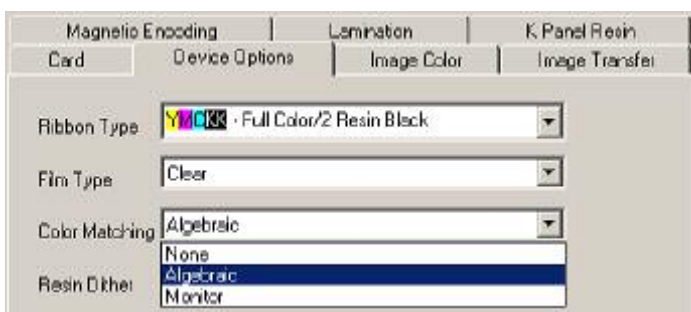 Magnetic Encoding Lamination K Panel Resin
Card Device Options Image Color Image Transfer
Ribbon Type YMCKK - Full Color/2 Resin Black
Film Type Clear
Color Matching Algebraic
None
Algebraic
Resin Dither
Monitor